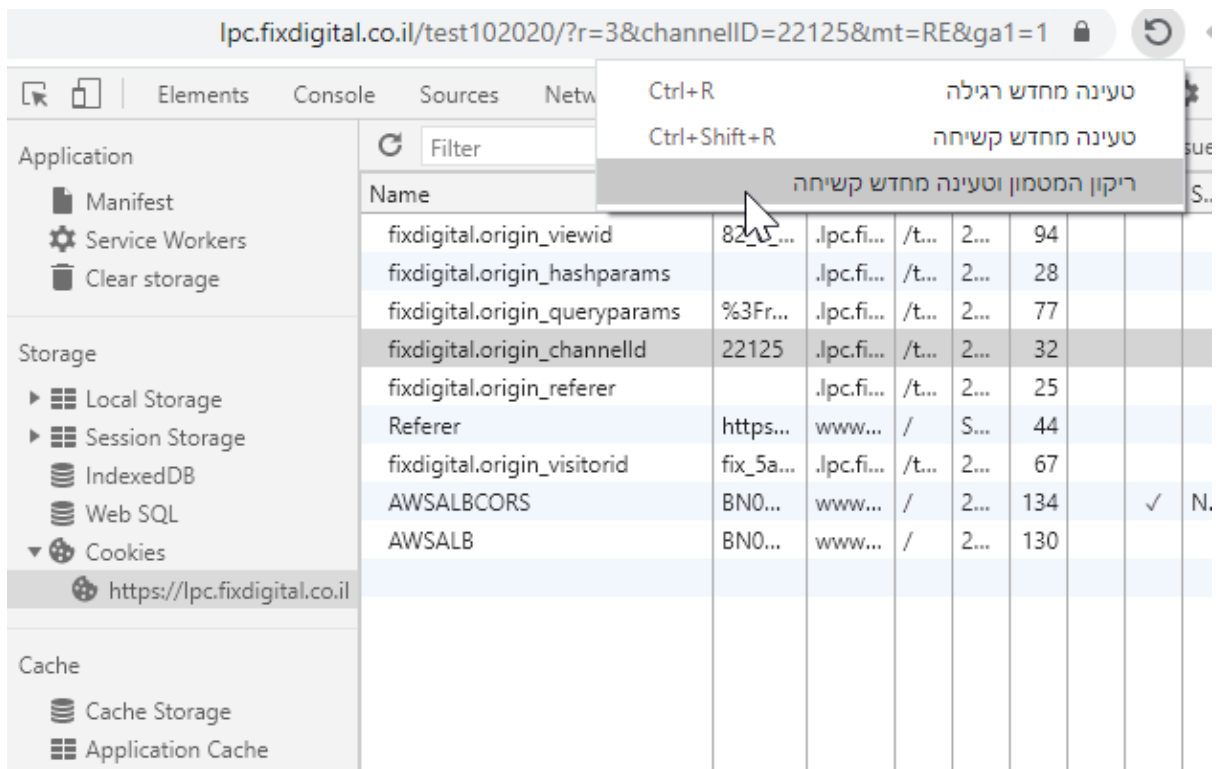 lpc.fixdigital.co.il/test102020/?r=3&channelID=22125&mt=RE&ga1=1
Elements Console Sources Netw
טעינה מחדש רגילה Ctrl+R
טעינה מחדש קשיחה Ctrl+Shift+R
ריקון המטמון וטעינה מחדש קשיחה
Application
Manifest
Service Workers
Clear storage
Storage
Local Storage
Session Storage
IndexedDB
Web SQL
Cookies
https://lpc.fixdigital.co.il
Cache
Cache Storage
Application Cache
Filter sue
Name S...
fixdigital.origin_viewid .lpc.fi... /t... 2... 94
fixdigital.origin_hashparams .lpc.fi... /t... 2... 28
fixdigital.origin_queryparams %3Fr... .lpc.fi... /t... 2... 77
fixdigital.origin_channelId 22125 .lpc.fi... /t... 2... 32
fixdigital.origin_referer .lpc.fi... /t... 2... 25
Referer https... www... / S... 44
fixdigital.origin_visitorid fix_5a... .lpc.fi... /t... 2... 67
AWSALBCORS BN0... www... / 2... 134 ✓ N.
AWSALB BN0... www... / 2... 130